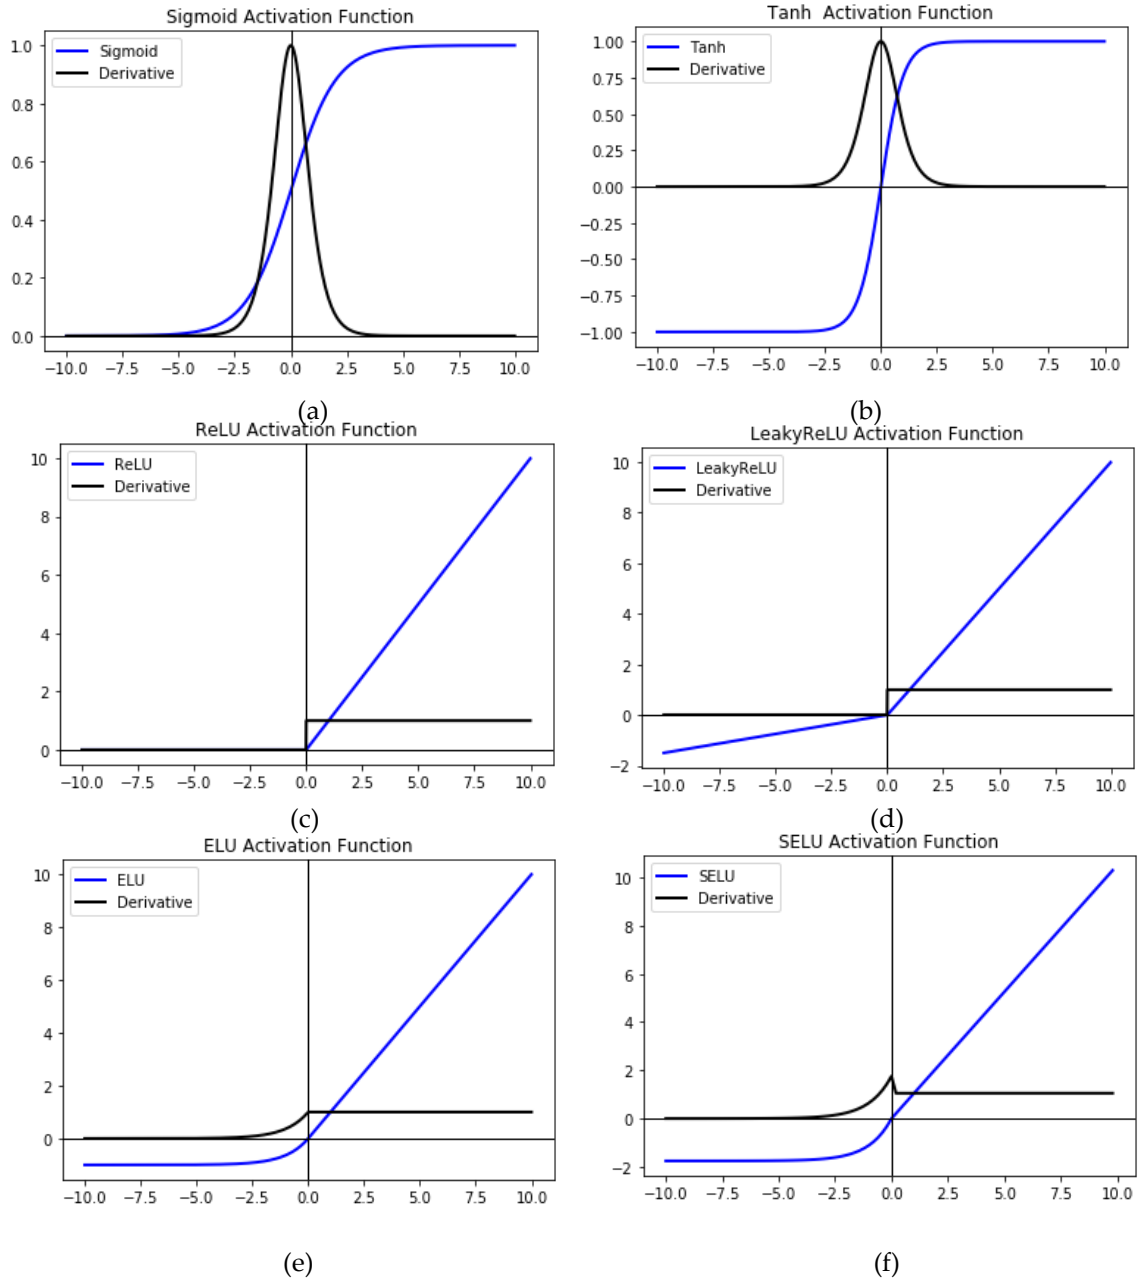 Sigmoid Activation Function
Sigmoid
Derivative
1.0
0.8
0.6
0.4
0.2
0.0
−10.0 −7.5 −5.0 −2.5 0.0 2.5 5.0 7.5 10.0
(a)
Tanh  Activation Function
Tanh
Derivative
1.00
0.75
0.50
0.25
0.00
−0.25
−0.50
−0.75
−1.00
−10.0 −7.5 −5.0 −2.5 0.0 2.5 5.0 7.5 10.0
(b)
ReLU Activation Function
ReLU
Derivative
10
8
6
4
2
0
−10.0 −7.5 −5.0 −2.5 0.0 2.5 5.0 7.5 10.0
(c)
LeakyReLU Activation Function
LeakyReLU
Derivative
10
8
6
4
2
0
−2
−10.0 −7.5 −5.0 −2.5 0.0 2.5 5.0 7.5 10.0
(d)
ELU Activation Function
ELU
Derivative
10
8
6
4
2
0
−10.0 −7.5 −5.0 −2.5 0.0 2.5 5.0 7.5 10.0
(e)
SELU Activation Function
SELU
Derivative
10
8
6
4
2
0
−2
−10.0 −7.5 −5.0 −2.5 0.0 2.5 5.0 7.5 10.0
(f)